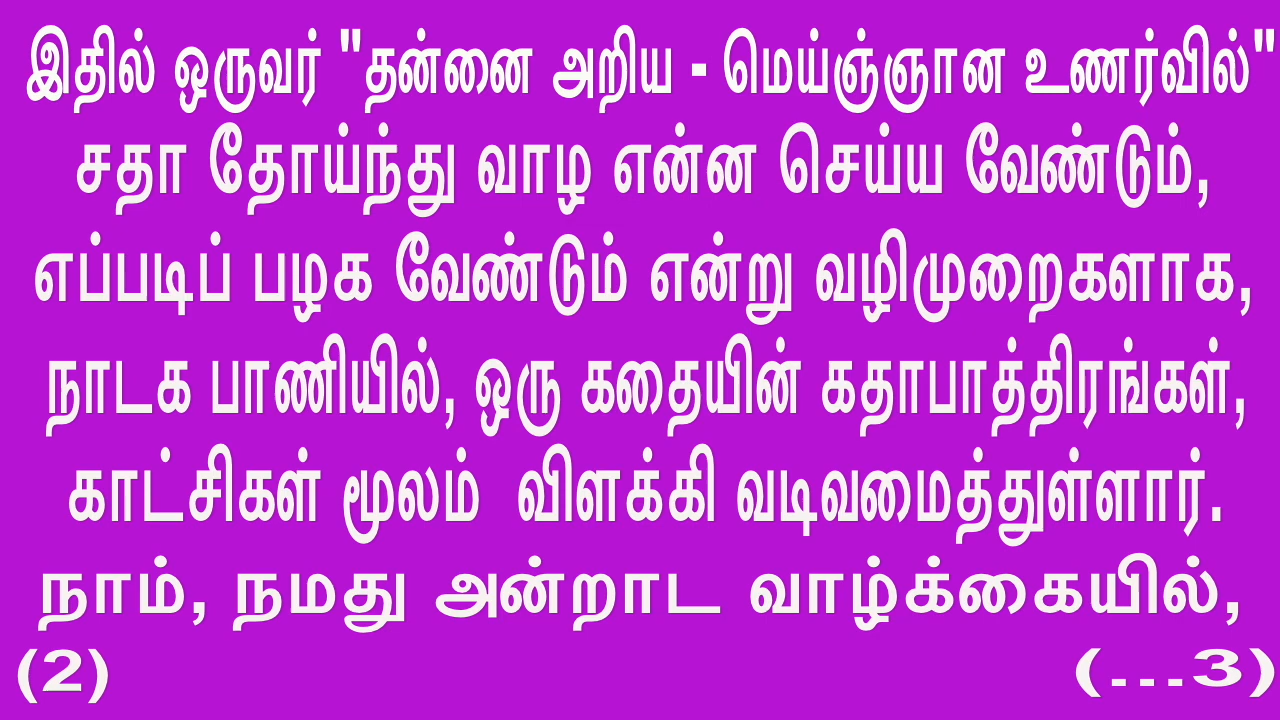 இதில் ஒருவர் "தன்னை அறிய - மெய்ஞ்ஞான உணர்வில்"
சதா தோய்ந்து வாழ என்ன செய்ய வேண்டும்,
எப்படிப் பழக வேண்டும் என்று வழிமுறைகளாக,
நாடக பாணியில், ஒரு கதையின் கதாபாத்திரங்கள்,
காட்சிகள் மூலம் விளக்கி வடிவமைத்துள்ளார்.
நாம், நமது அன்றாட வாழ்க்கையில்,
(2) (...3)